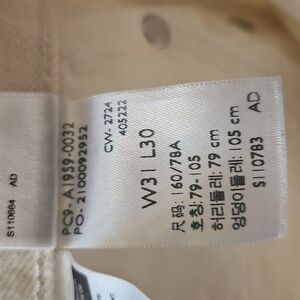 PC9-A1959-0032
PO- 2100092952
CW- 2724
405222
W31 L30
尺码: 160/78A
호칭: 79-105
허리둘레: 79 cm
엉덩이둘레: 105 cm
S110783 AD
S110664 AD